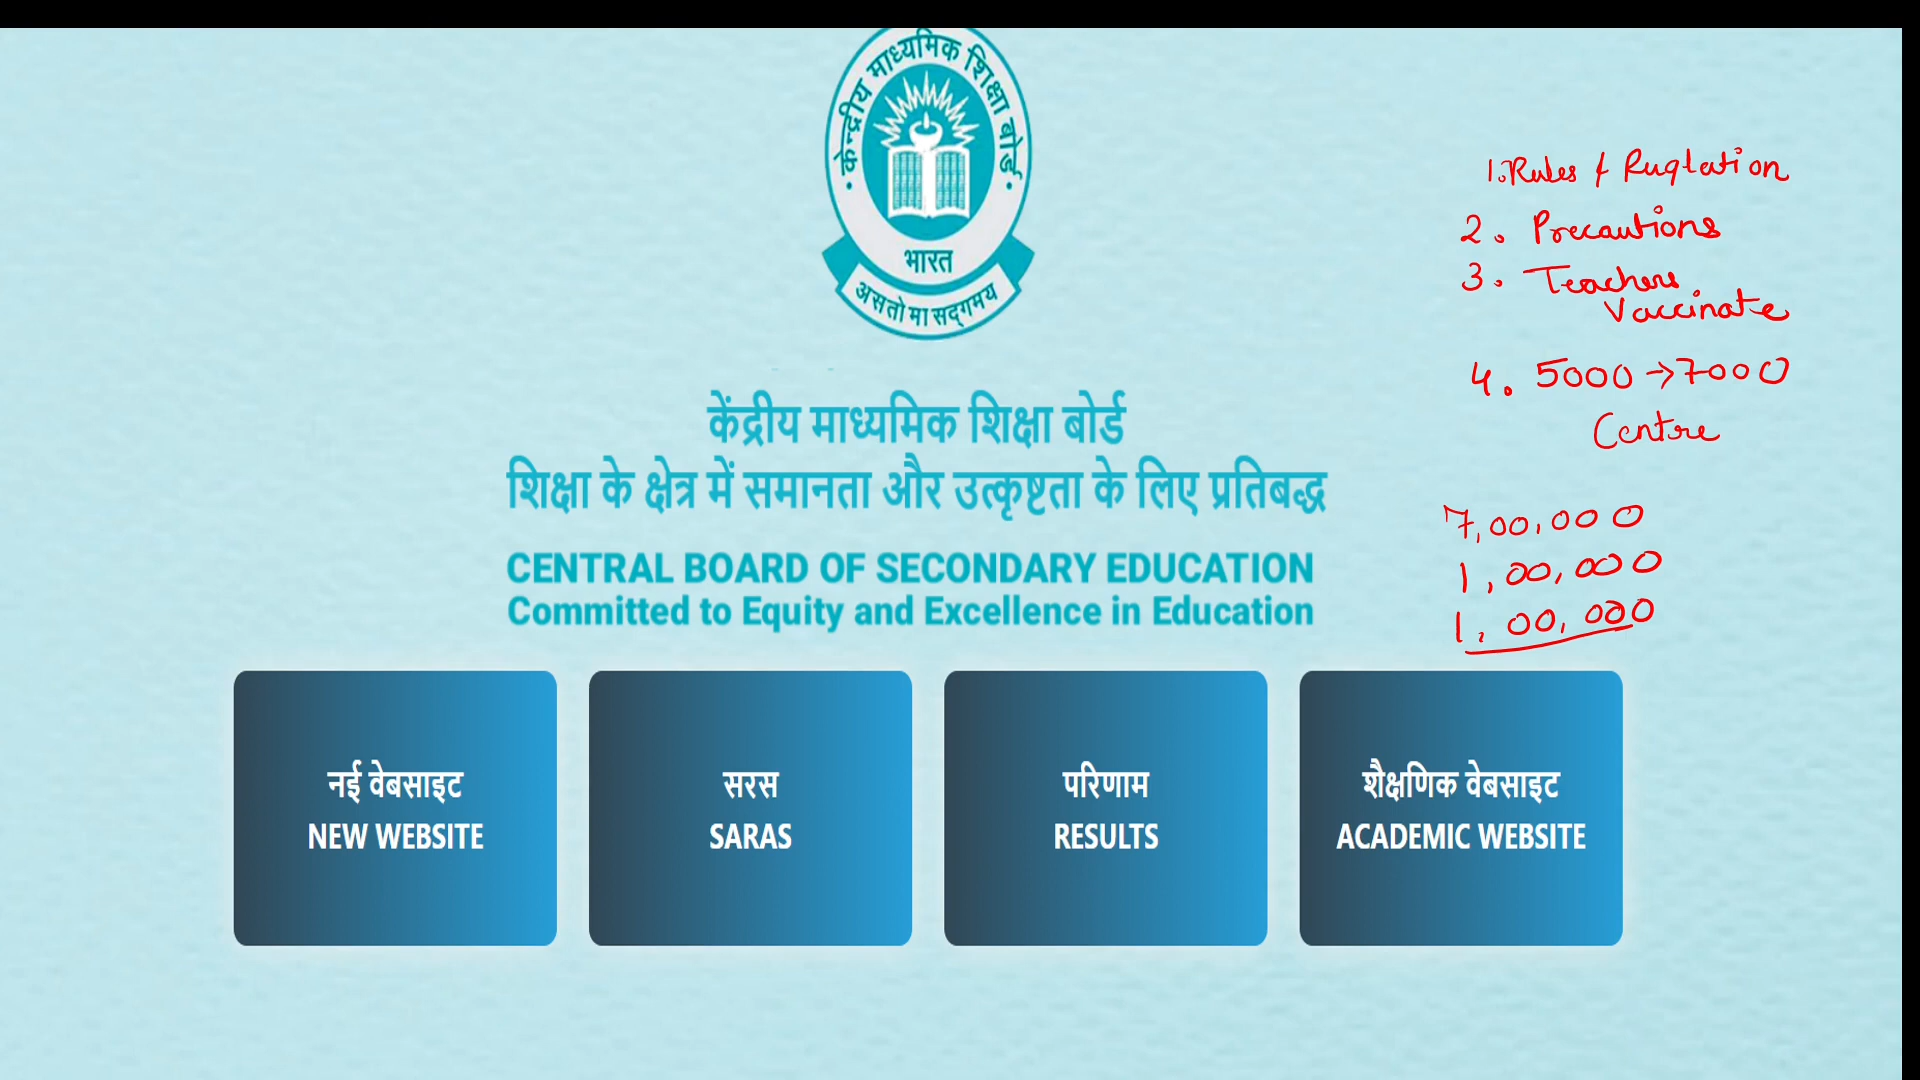 केन्द्रीय माध्यमिक शिक्षा बोर्ड
भारत
असतो मा सद्गमय
केंद्रीय माध्यमिक शिक्षा बोर्ड
शिक्षा के क्षेत्र में समानता और उत्कृष्टता के लिए प्रतिबद्ध
CENTRAL BOARD OF SECONDARY EDUCATION
Committed to Equity and Excellence in Education
नई वेबसाइट
NEW WEBSITE
सरस
SARAS
परिणाम
RESULTS
शैक्षणिक वेबसाइट
ACADEMIC WEBSITE
1. Rules & Ruglation
2. Precautions
3. Teachers
Vaccinate
4. 5000 → 7000
Centre
7,00,000
1,00,000
1,00,000